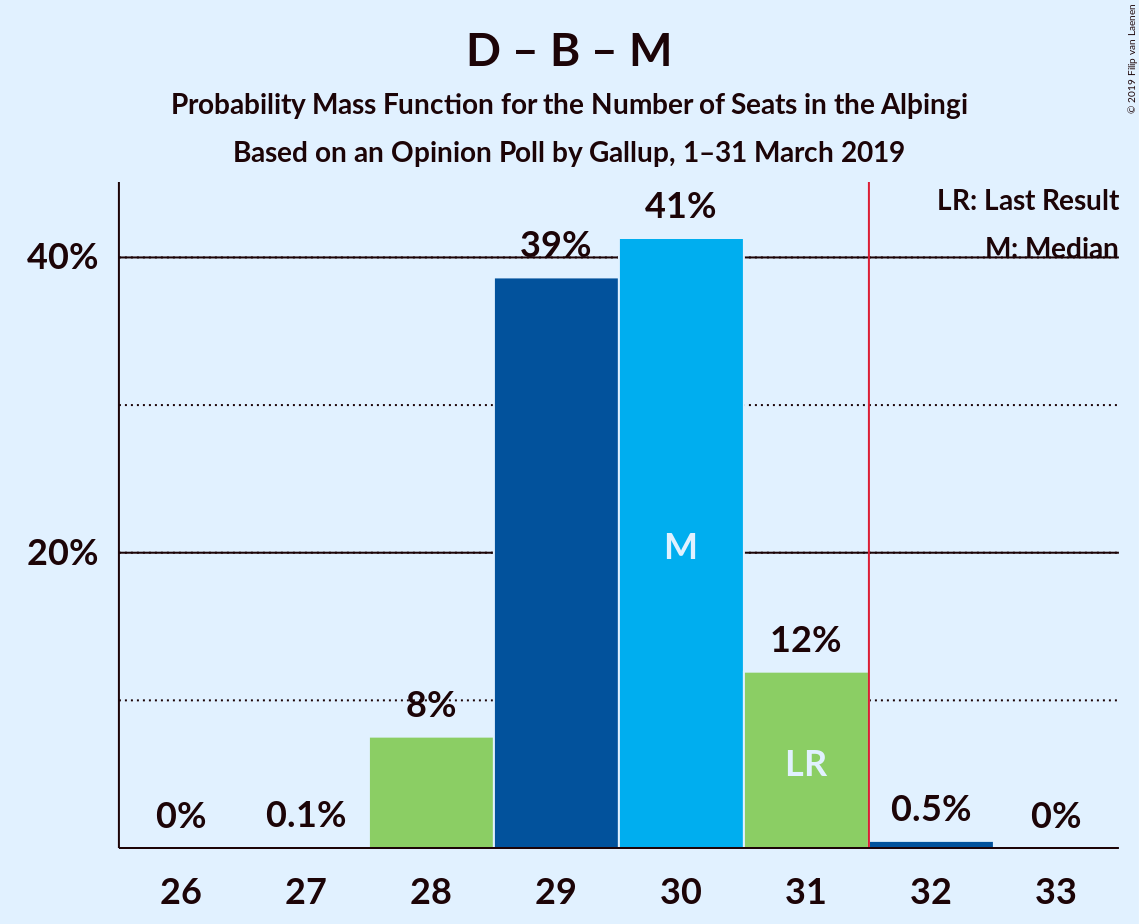 D – B – M
Probability Mass Function for the Number of Seats in the Alþingi
Based on an Opinion Poll by Gallup, 1–31 March 2019
© 2019 Filip van Laenen
LR: Last Result
M: Median
40%
20%
0%
0.1%
8%
39%
41%
12%
0.5%
0%
M
LR
26 27 28 29 30 31 32 33